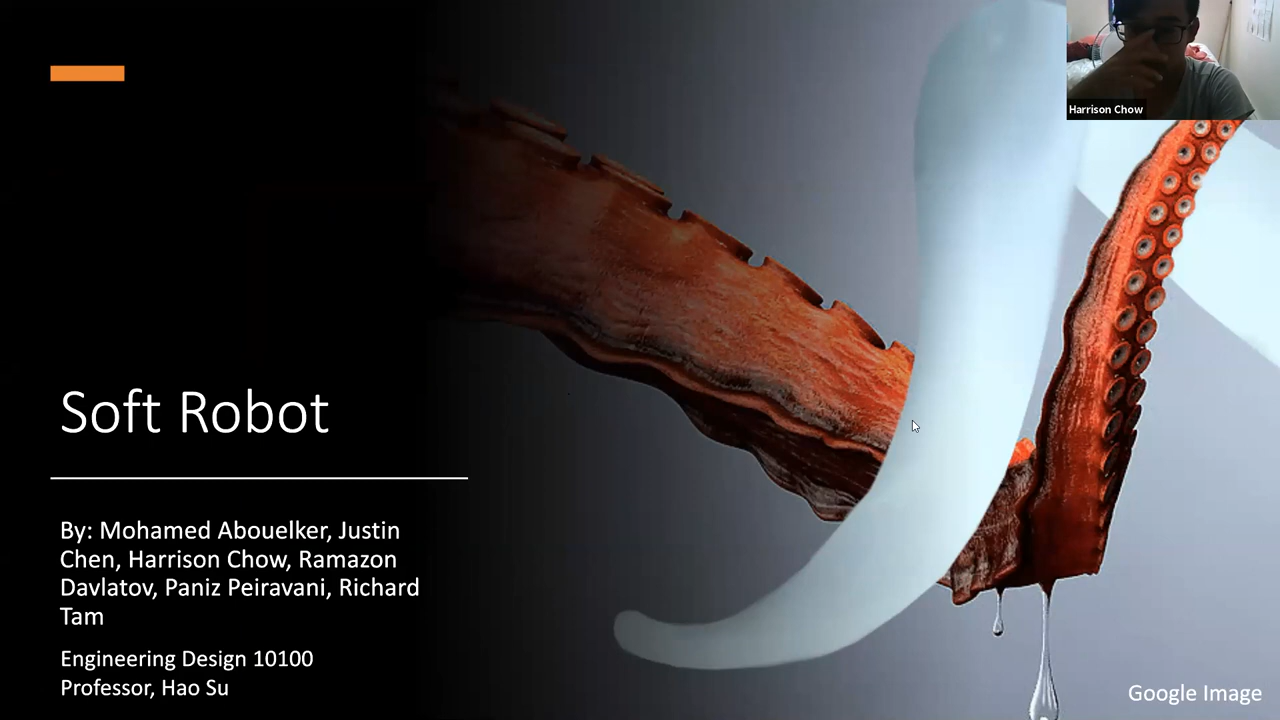 Harrison Chow
Soft Robot
By: Mohamed Abouelker, Justin
Chen, Harrison Chow, Ramazon
Davlatov, Paniz Peiravani, Richard
Tam
Engineering Design 10100
Professor, Hao Su
Google Image